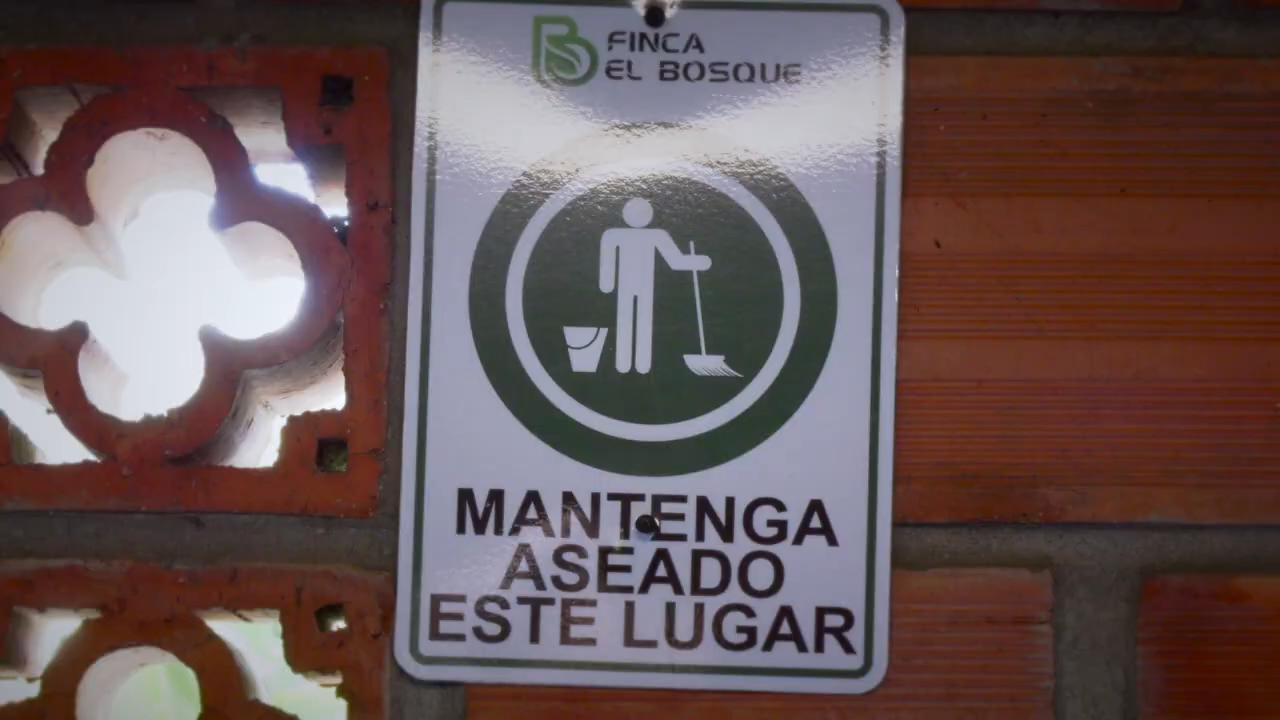 FINCA
EL BOSQUE
MANTENGA
ASEADO
ESTE LUGAR